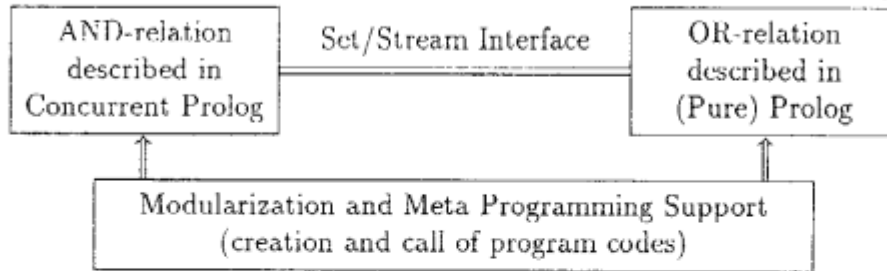 AND-relation
described in
Concurrent Prolog
Set/Stream Interface
OR-relation
described in
(Pure) Prolog
Modularization and Meta Programming Support
(creation and call of program codes)